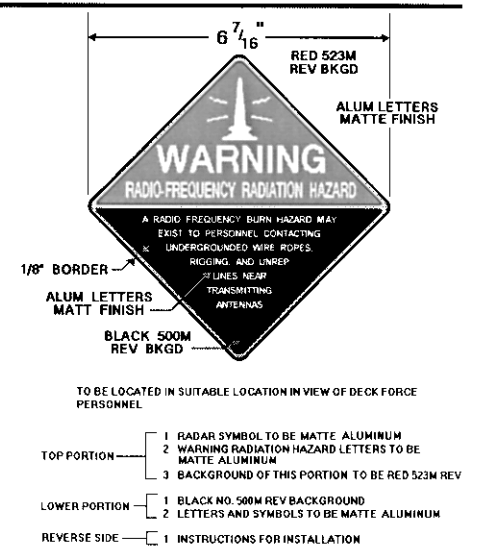 6 7/16"
RED 523M
REV BKGD
ALUM LETTERS
MATTE FINISH
WARNING
RADIO-FREQUENCY RADIATION HAZARD
A RADIO FREQUENCY BURN HAZARD MAY
EXIST TO PERSONNEL CONTACTING
UNDERGROUNDED WIRE ROPES,
RIGGING, AND UNREP
LINES NEAR
TRANSMITTING
ANTENNAS
1/8" BORDER
ALUM LETTERS
MATT FINISH
BLACK 500M
REV BKGD
TO BE LOCATED IN SUITABLE LOCATION IN VIEW OF DECK FORCE
PERSONNEL
TOP PORTION
1 RADAR SYMBOL TO BE MATTE ALUMINUM
2 WARNING RADIATION HAZARD LETTERS TO BE
MATTE ALUMINUM
3 BACKGROUND OF THIS PORTION TO BE RED 523M REV
LOWER PORTION
1 BLACK NO. 500M REV BACKGROUND
2 LETTERS AND SYMBOLS TO BE MATTE ALUMINUM
REVERSE SIDE
1 INSTRUCTIONS FOR INSTALLATION